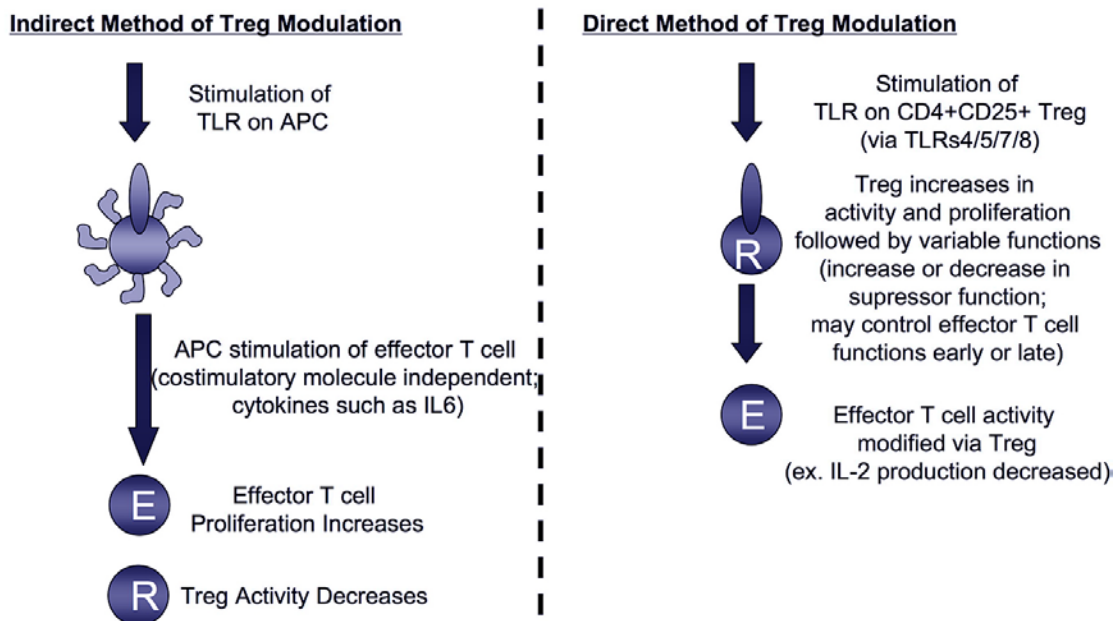 Indirect Method of Treg Modulation
Stimulation of
TLR on APC
APC stimulation of effector T cell
(costimulatory molecule independent;
cytokines such as IL6)
E
Effector T cell
Proliferation Increases
R
Treg Activity Decreases
Direct Method of Treg Modulation
Stimulation of
TLR on CD4+CD25+ Treg
(via TLRs4/5/7/8)
R
Treg increases in
activity and proliferation
followed by variable functions
(increase or decrease in
supressor function;
may control effector T cell
functions early or late)
E
Effector T cell activity
modified via Treg
(ex. IL-2 production decreased)